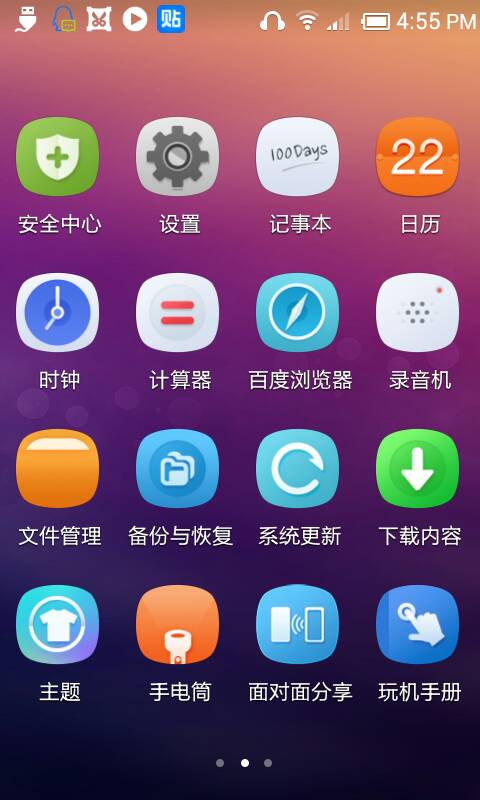 贴 4:55 PM
100Days
22
安全中心 设置 记事本 日历
时钟 计算器 百度浏览器 录音机
文件管理 备份与恢复 系统更新 下载内容
主题 手电筒 面对面分享 玩机手册